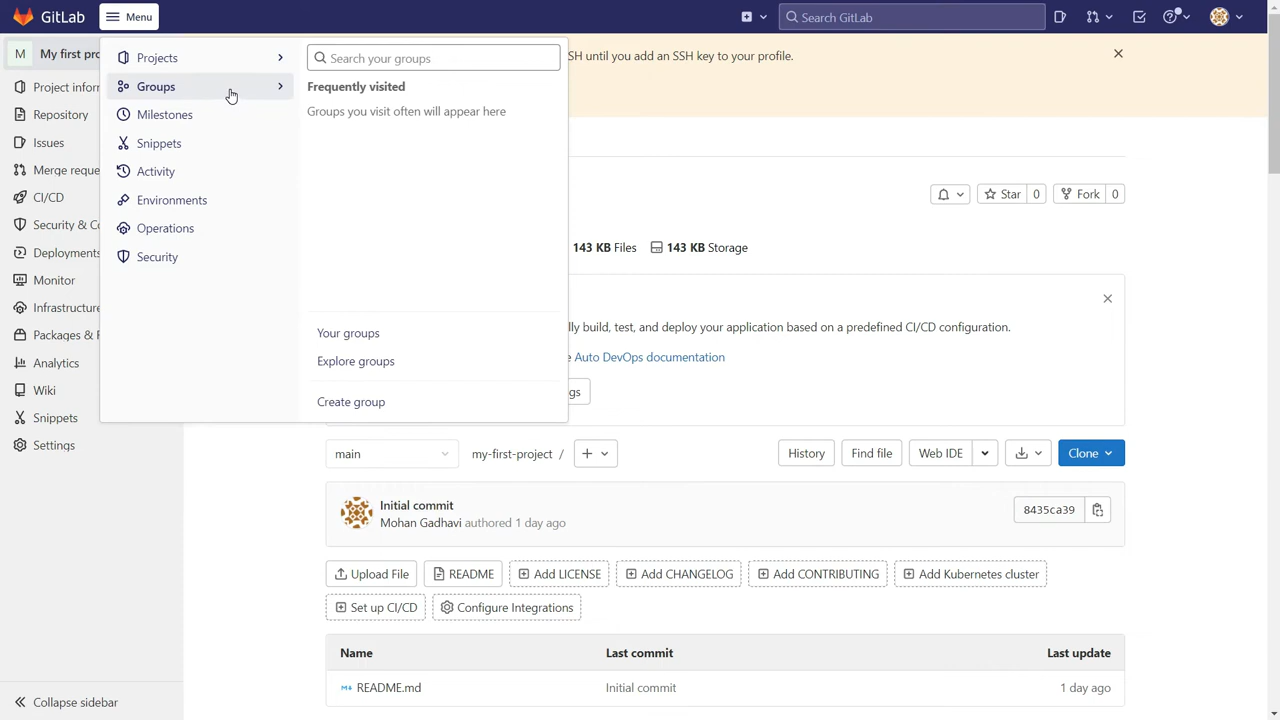 GitLab
Menu
Search GitLab
M My first pro
Project inforn
Repository
Issues
Merge reque
CI/CD
Security & Co
Deployments
Monitor
Infrastructure
Packages & R
Analytics
Wiki
Snippets
Settings
Collapse sidebar
Projects
Groups
Milestones
Snippets
Activity
Environments
Operations
Security
Search your groups
Frequently visited
Groups you visit often will appear here
Your groups
Explore groups
Create group
SH until you add an SSH key to your profile.
Star 0
Fork 0
143 KB Files 143 KB Storage
lly build, test, and deploy your application based on a predefined CI/CD configuration.
e Auto DevOps documentation
gs
main
my-first-project /
History
Find file
Web IDE
Clone
Initial commit
Mohan Gadhavi authored 1 day ago
8435ca39
Upload File
README
Add LICENSE
Add CHANGELOG
Add CONTRIBUTING
Add Kubernetes cluster
Set up CI/CD
Configure Integrations
Name Last commit Last update
README.md Initial commit 1 day ago